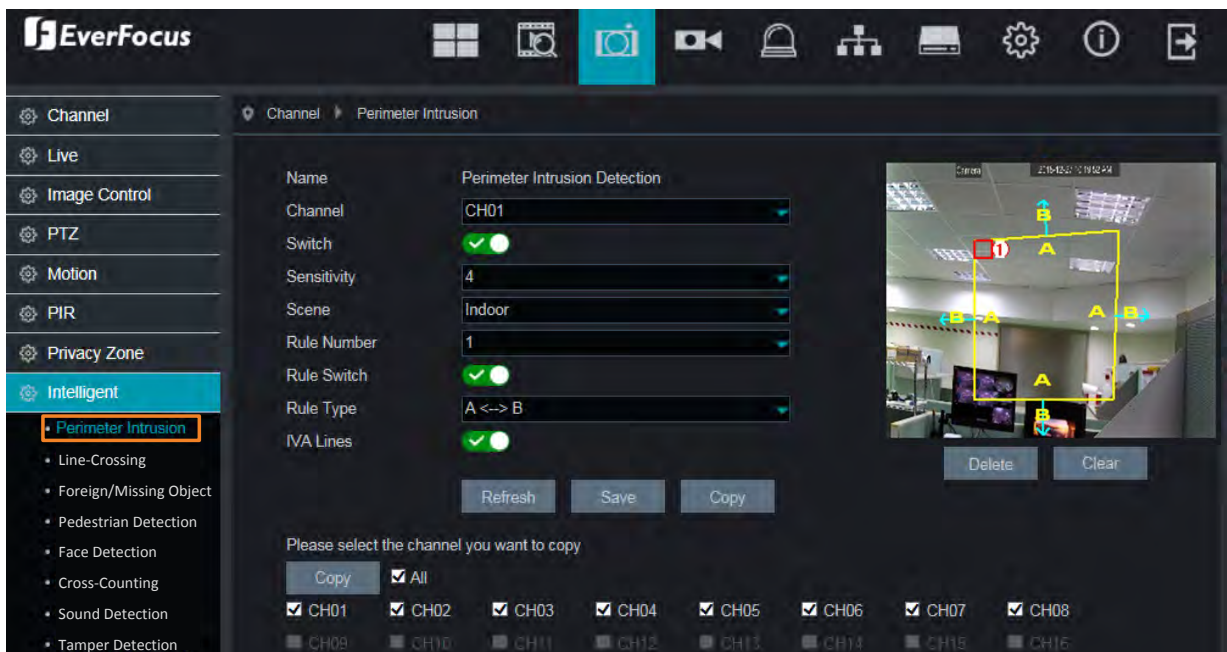 EverFocus
Channel
Live
Image Control
PTZ
Motion
PIR
Privacy Zone
Intelligent
Perimeter Intrusion
Line-Crossing
Foreign/Missing Object
Pedestrian Detection
Face Detection
Cross-Counting
Sound Detection
Tamper Detection
Channel Perimeter Intrusion
Name Perimeter Intrusion Detection
Channel CH01
Switch
Sensitivity 4
Scene Indoor
Rule Number 1
Rule Switch
Rule Type A <--> B
IVA Lines
Refresh Save Copy
Camera
B
1 A
B A A B
A
B
Delete Clear
Please select the channel you want to copy
Copy All
CH01 CH02 CH03 CH04 CH05 CH06 CH07 CH08
CH09 CH10 CH11 CH12 CH13 CH14 CH15 CH16